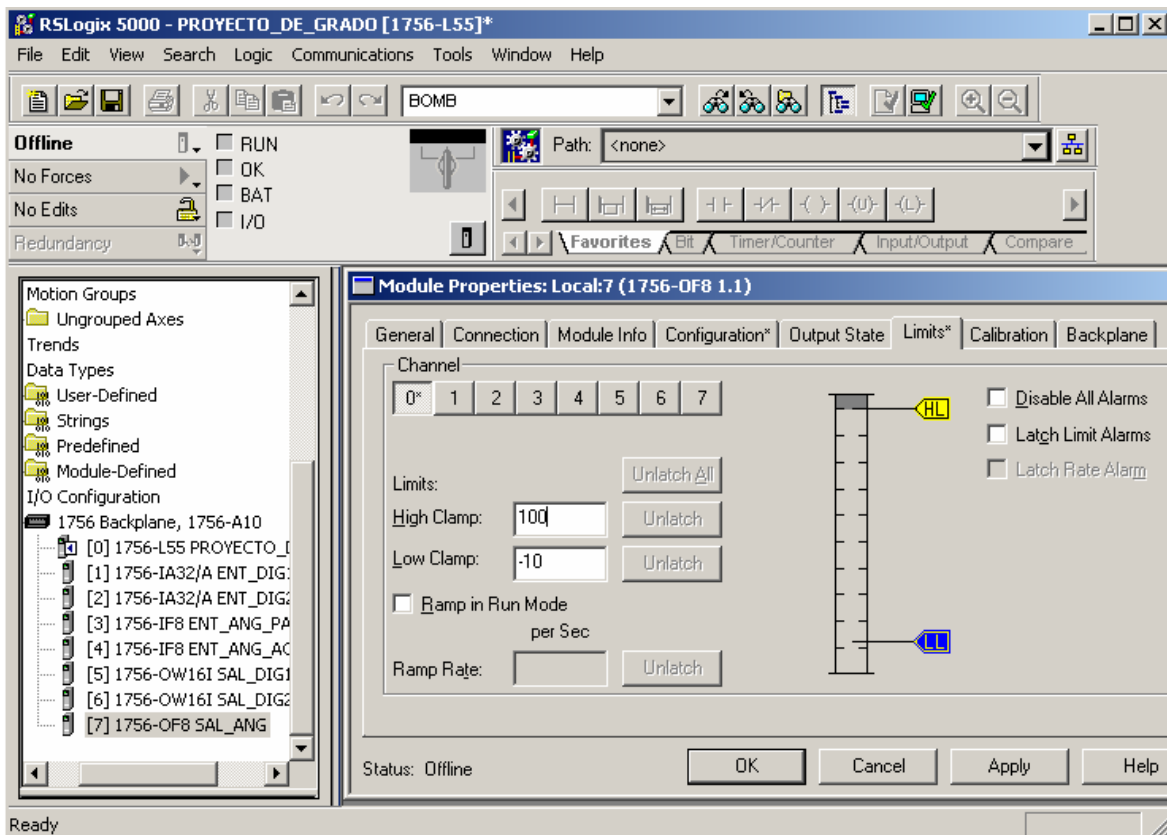 RSLogix 5000 - PROYECTO_DE_GRADO [1756-L55]*
File Edit View Search Logic Communications Tools Window Help
BOMB
Offline
RUN
No Forces
OK
No Edits
BAT
Redundancy
I/O
Path: <none>
Favorites Bit Timer/Counter Input/Output Compare
Motion Groups
Ungrouped Axes
Trends
Data Types
User-Defined
Strings
Predefined
Module-Defined
I/O Configuration
1756 Backplane, 1756-A10
[0] 1756-L55 PROYECTO_D
[1] 1756-IA32/A ENT_DIG1
[2] 1756-IA32/A ENT_DIG2
[3] 1756-IF8 ENT_ANG_PA
[4] 1756-IF8 ENT_ANG_AC
[5] 1756-OW16I SAL_DIG1
[6] 1756-OW16I SAL_DIG2
[7] 1756-OF8 SAL_ANG
Module Properties: Local:7 (1756-OF8 1.1)
General Connection Module Info Configuration* Output State Limits* Calibration Backplane
Channel
0* 1 2 3 4 5 6 7
Limits:
Unlatch All
High Clamp: 100 Unlatch
Low Clamp: -10 Unlatch
Ramp in Run Mode
per Sec
Ramp Rate: Unlatch
HL
LL
Disable All Alarms
Latch Limit Alarms
Latch Rate Alarm
Status: Offline
OK Cancel Apply Help
Ready